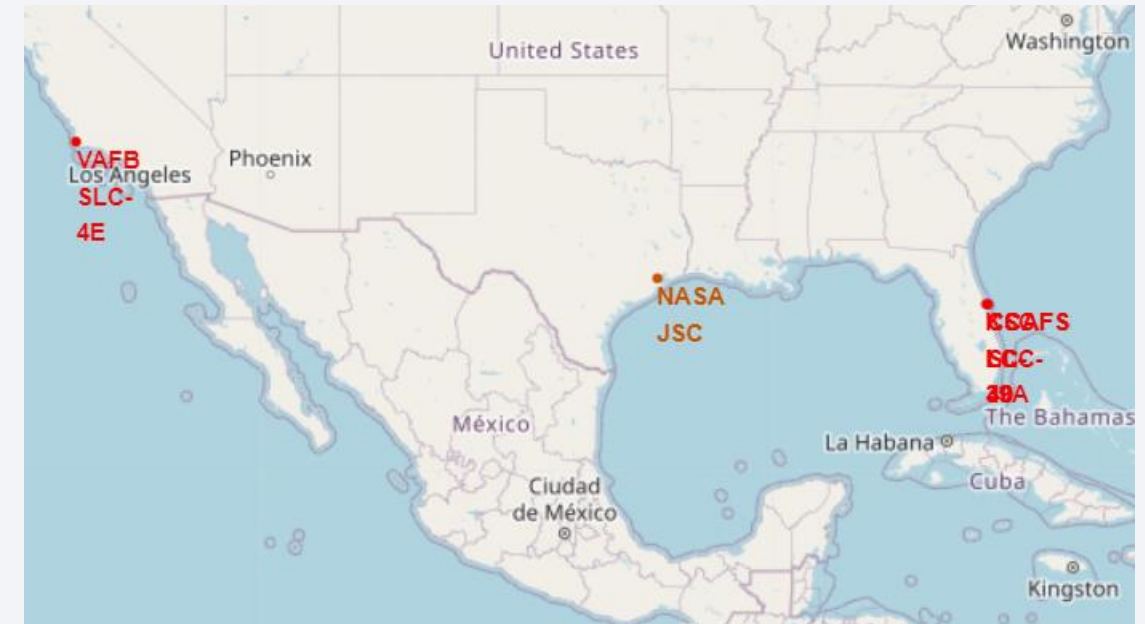 United States
Washington
VAFB
SLC-
4E
Los Angeles
Phoenix
NASA
JSC
México
The Bahamas
La Habana
Cuba
Ciudad
de México
Kingston